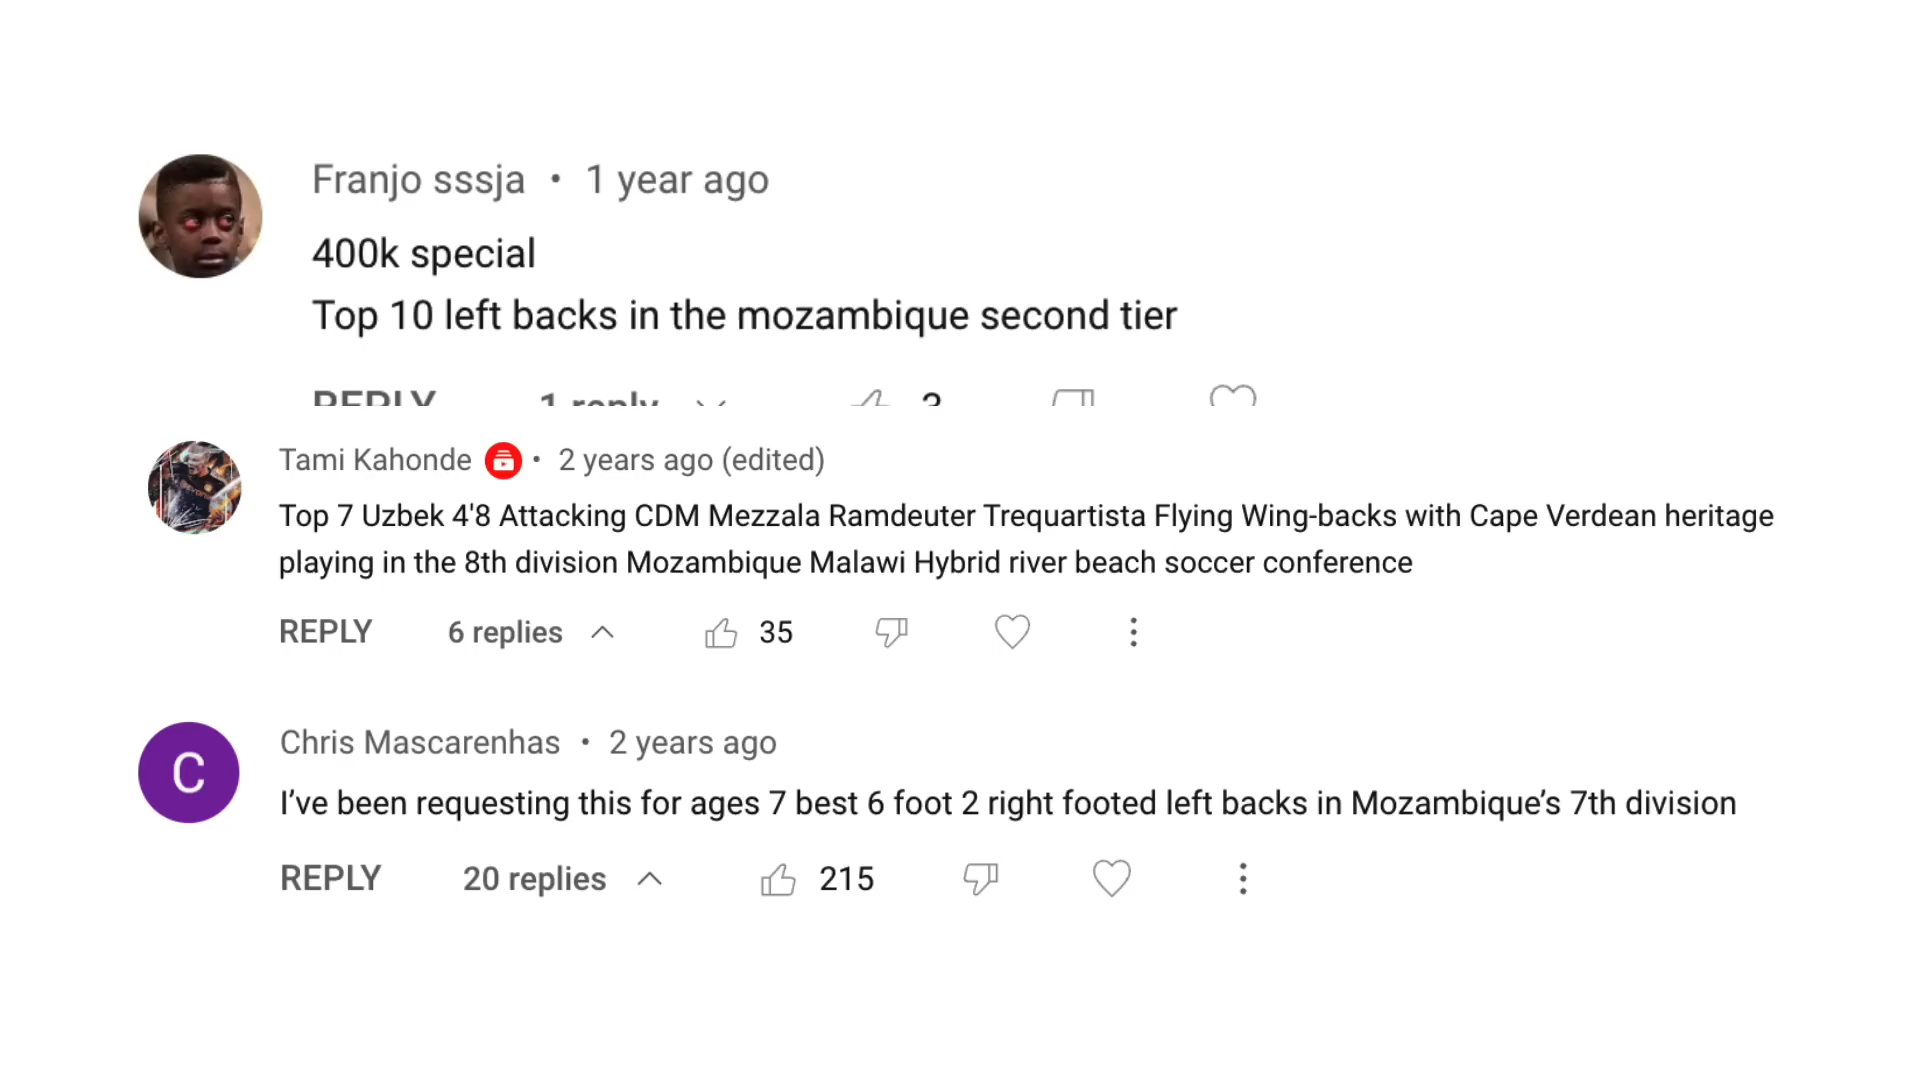 Franjo sssja • 1 year ago
400k special
Top 10 left backs in the mozambique second tier
REPLY 1 reply 3
Tami Kahonde • 2 years ago (edited)
Top 7 Uzbek 4'8 Attacking CDM Mezzala Ramdeuter Trequartista Flying Wing-backs with Cape Verdean heritage
playing in the 8th division Mozambique Malawi Hybrid river beach soccer conference
REPLY 6 replies 35
Chris Mascarenhas • 2 years ago
C
I’ve been requesting this for ages 7 best 6 foot 2 right footed left backs in Mozambique’s 7th division
REPLY 20 replies 215